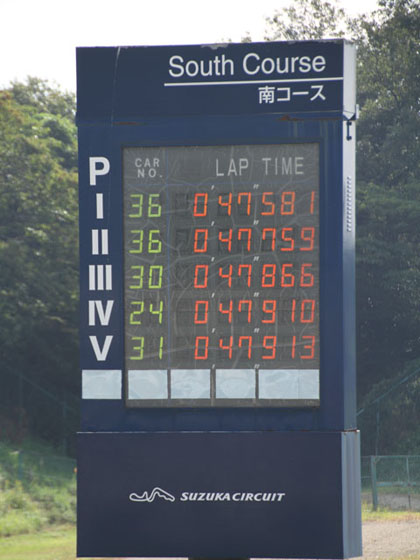 South Course
南コース
P CAR NO. LAP TIME
I 36 0'47"581
II 36 0'47"759
III 30 0'47"866
IV 24 0'47"910
V 31 0'47"913
SUZUKA CIRCUIT